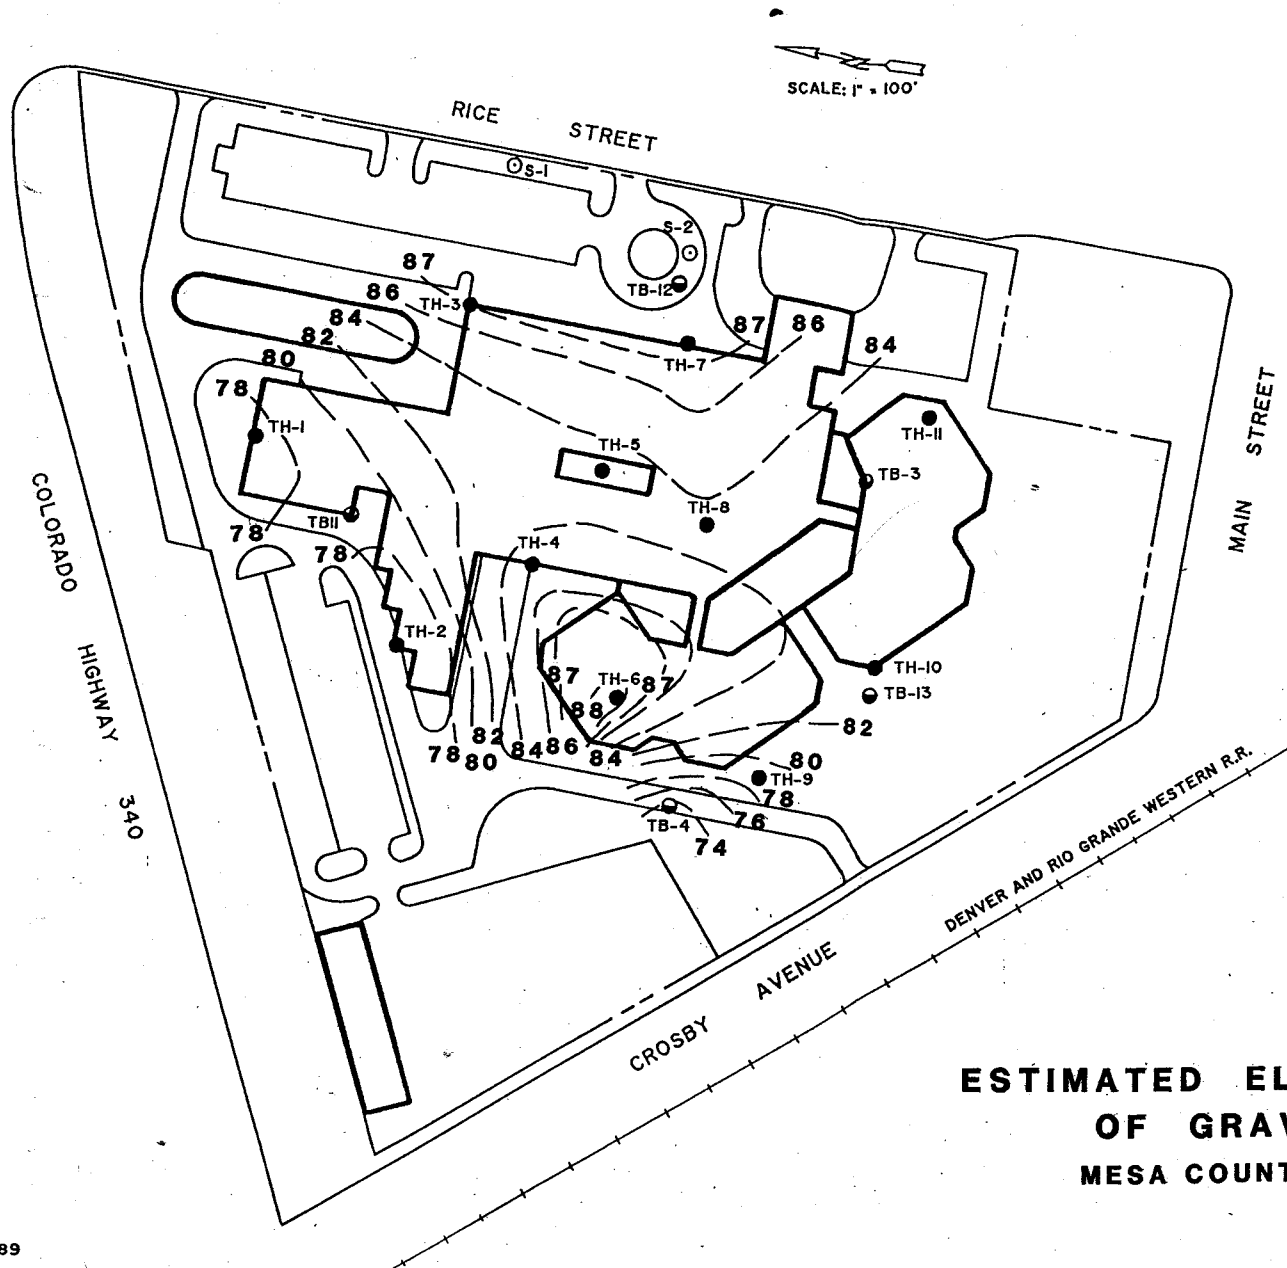 SCALE: 1" = 100'
RICE STREET
S-1
S-2
TB-12
87
86
TH-3
84
82
80
78
87
86
TH-7
84
TH-1
TH-5
TH-11
TB-3
TH-8
TB11
78
78
TH-4
TH-2
TH-10
TB-13
87
TH-6
87
88
82
78
80
82
84
86
84
80
TH-9
78
76
TB-4
74
COLORADO HIGHWAY 340
MAIN STREET
DENVER AND RIO GRANDE WESTERN R.R.
CROSBY AVENUE
ESTIMATED EL
OF GRAV
MESA COUNT
89